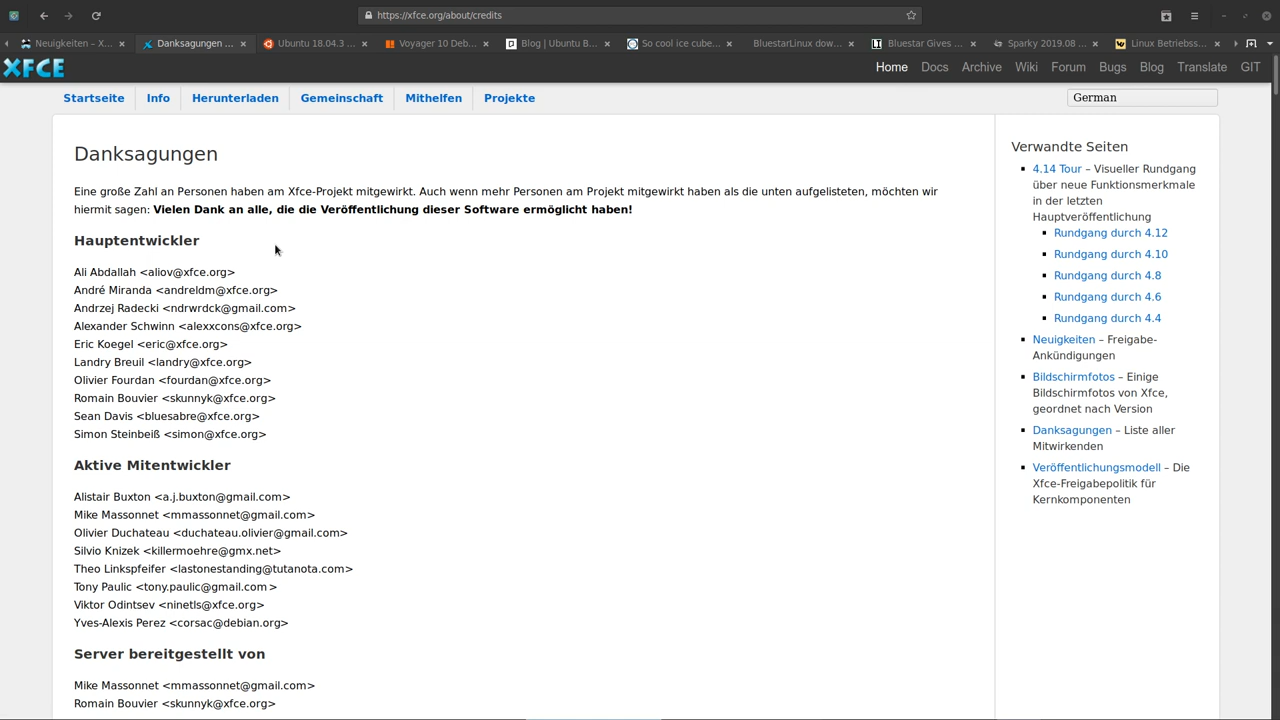 https://xfce.org/about/credits
Neuigkeiten – X...
Danksagungen ...
Ubuntu 18.04.3 ...
Voyager 10 Deb...
Blog | Ubuntu B...
So cool ice cube...
BluestarLinux dow...
Bluestar Gives ...
Sparky 2019.08 ...
Linux Betriebss...
XFCE
Home
Docs
Archive
Wiki
Forum
Bugs
Blog
Translate
GIT
Startseite
Info
Herunterladen
Gemeinschaft
Mithelfen
Projekte
German
Danksagungen
Eine große Zahl an Personen haben am Xfce-Projekt mitgewirkt. Auch wenn mehr Personen am Projekt mitgewirkt haben als die unten aufgelisteten, möchten wir
hiermit sagen: Vielen Dank an alle, die die Veröffentlichung dieser Software ermöglicht haben!
Hauptentwickler
Ali Abdallah <aliov@xfce.org>
André Miranda <andreldm@xfce.org>
Andrzej Radecki <ndrwrdck@gmail.com>
Alexander Schwinn <alexxcons@xfce.org>
Eric Koegel <eric@xfce.org>
Landry Breuil <landry@xfce.org>
Olivier Fourdan <fourdan@xfce.org>
Romain Bouvier <skunnyk@xfce.org>
Sean Davis <bluesabre@xfce.org>
Simon Steinbeiß <simon@xfce.org>
Aktive Mitentwickler
Alistair Buxton <a.j.buxton@gmail.com>
Mike Massonnet <mmassonnet@gmail.com>
Olivier Duchateau <duchateau.olivier@gmail.com>
Silvio Knizek <killermoehre@gmx.net>
Theo Linkspfeifer <lastonestanding@tutanota.com>
Tony Paulic <tony.paulic@gmail.com>
Viktor Odintsev <ninetls@xfce.org>
Yves-Alexis Perez <corsac@debian.org>
Server bereitgestellt von
Mike Massonnet <mmassonnet@gmail.com>
Romain Bouvier <skunnyk@xfce.org>
Verwandte Seiten
4.14 Tour – Visueller Rundgang
über neue Funktionsmerkmale
in der letzten
Hauptveröffentlichung
Rundgang durch 4.12
Rundgang durch 4.10
Rundgang durch 4.8
Rundgang durch 4.6
Rundgang durch 4.4
Neuigkeiten – Freigabe-
Ankündigungen
Bildschirmfotos – Einige
Bildschirmfotos von Xfce,
geordnet nach Version
Danksagungen – Liste aller
Mitwirkenden
Veröffentlichungsmodell – Die
Xfce-Freigabepolitik für
Kernkomponenten